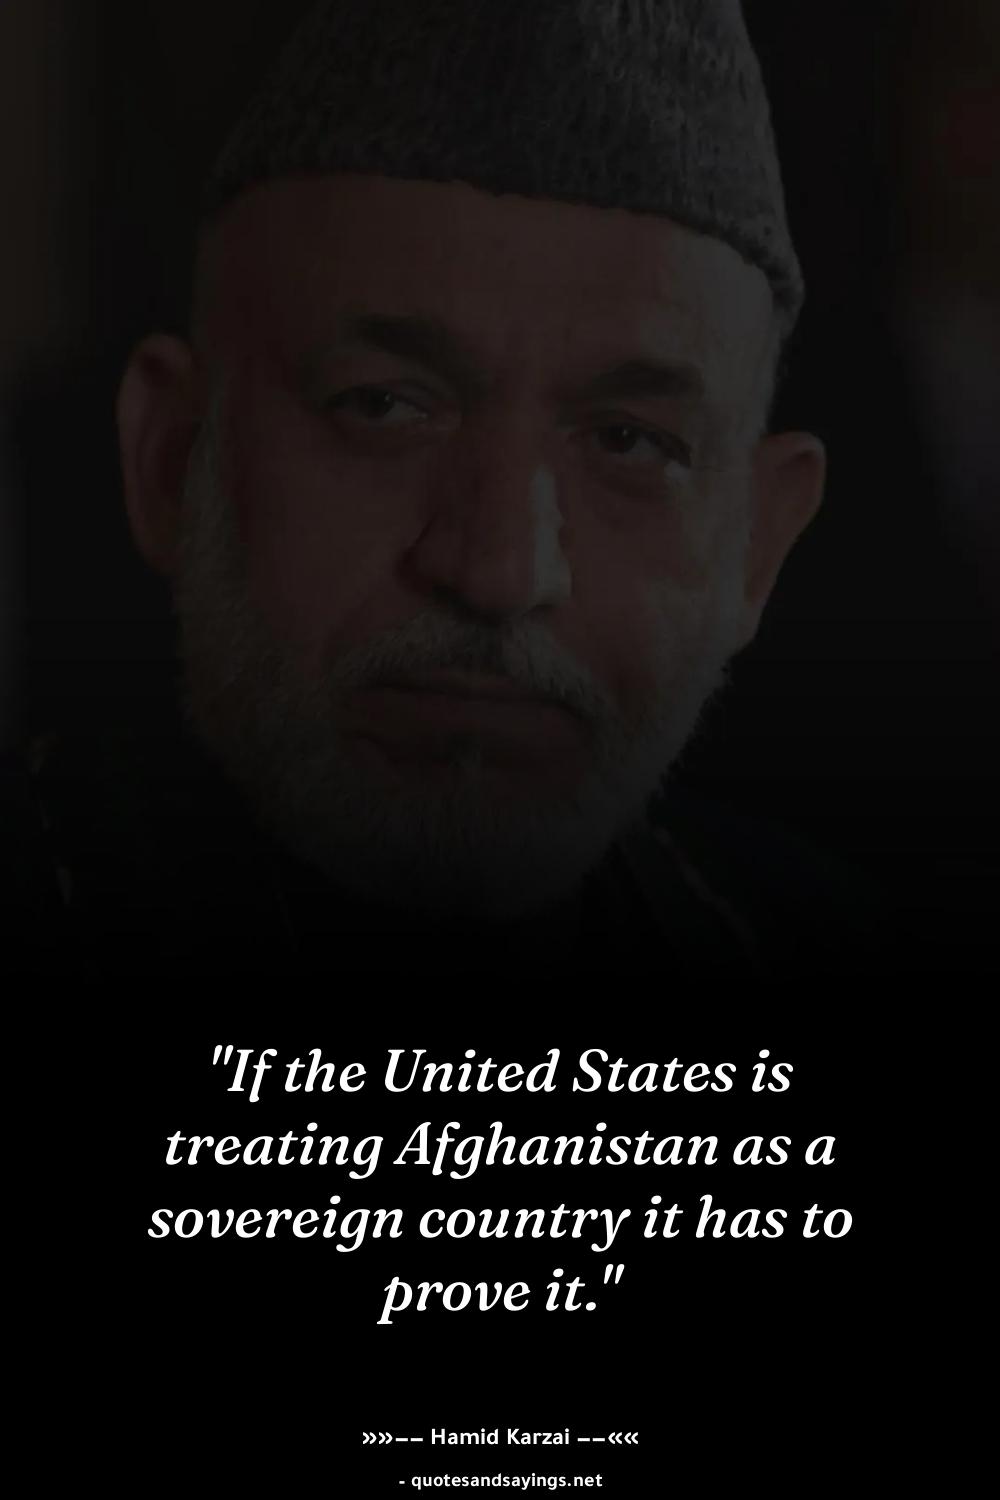 "If the United States is
treating Afghanistan as a
sovereign country it has to
prove it."
»»−− Hamid Karzai −−««
- quotesandsayings.net